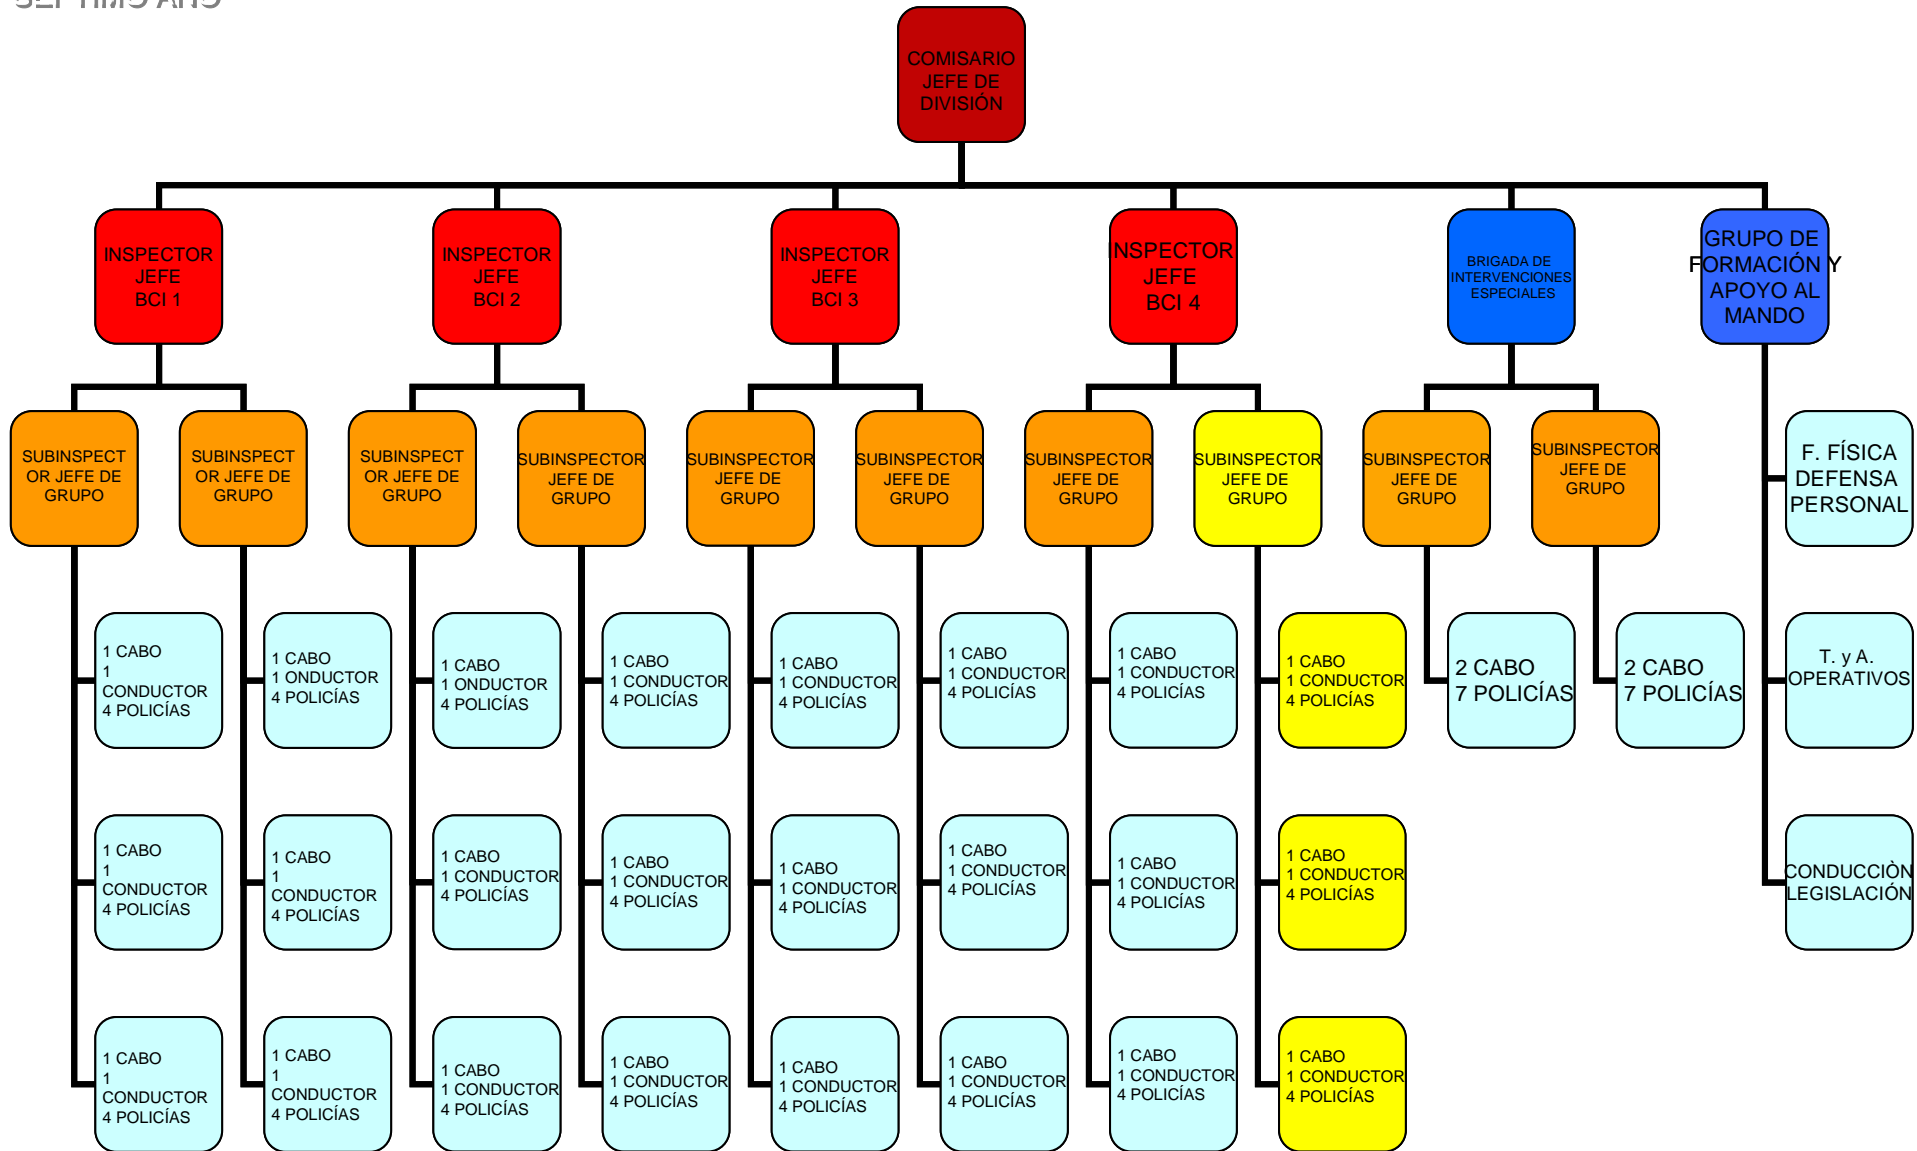 SEPTIMO AÑO
COMISARIO
JEFE DE
DIVISIÓN
INSPECTOR
JEFE
BCI 1
INSPECTOR
JEFE
BCI 2
INSPECTOR
JEFE
BCI 3
INSPECTOR
JEFE
BCI 4
BRIGADA DE
INTERVENCIONES
ESPECIALES
GRUPO DE
FORMACIÓN Y
APOYO AL
MANDO
SUBINSPECT
OR JEFE DE
GRUPO
SUBINSPECT
OR JEFE DE
GRUPO
SUBINSPECT
OR JEFE DE
GRUPO
SUBINSPECTOR
JEFE DE
GRUPO
SUBINSPECTOR
JEFE DE
GRUPO
SUBINSPECTOR
JEFE DE
GRUPO
SUBINSPECTOR
JEFE DE
GRUPO
SUBINSPECTOR
JEFE DE
GRUPO
SUBINSPECTOR
JEFE DE
GRUPO
SUBINSPECTOR
JEFE DE
GRUPO
F. FÍSICA
DEFENSA
PERSONAL
1 CABO
1
CONDUCTOR
4 POLICÍAS
1 CABO
1 ONDUCTOR
4 POLICÍAS
1 CABO
1 ONDUCTOR
4 POLICÍAS
1 CABO
1 CONDUCTOR
4 POLICÍAS
1 CABO
1 CONDUCTOR
4 POLICÍAS
1 CABO
1 CONDUCTOR
4 POLICÍAS
1 CABO
1 CONDUCTOR
4 POLICÍAS
1 CABO
1 CONDUCTOR
4 POLICÍAS
2 CABO
7 POLICÍAS
2 CABO
7 POLICÍAS
T. y A.
OPERATIVOS
1 CABO
1
CONDUCTOR
4 POLICÍAS
1 CABO
1
CONDUCTOR
4 POLICÍAS
1 CABO
1 CONDUCTOR
4 POLICÍAS
1 CABO
1 CONDUCTOR
4 POLICÍAS
1 CABO
1 CONDUCTOR
4 POLICÍAS
1 CABO
1 CONDUCTOR
4 POLICÍAS
1 CABO
1 CONDUCTOR
4 POLICÍAS
1 CABO
1 CONDUCTOR
4 POLICÍAS
CONDUCCIÒN
LEGISLACIÓN
1 CABO
1
CONDUCTOR
4 POLICÍAS
1 CABO
1
CONDUCTOR
4 POLICÍAS
1 CABO
1 CONDUCTOR
4 POLICÍAS
1 CABO
1 CONDUCTOR
4 POLICÍAS
1 CABO
1 CONDUCTOR
4 POLICÍAS
1 CABO
1 CONDUCTOR
4 POLICÍAS
1 CABO
1 CONDUCTOR
4 POLICÍAS
1 CABO
1 CONDUCTOR
4 POLICÍAS